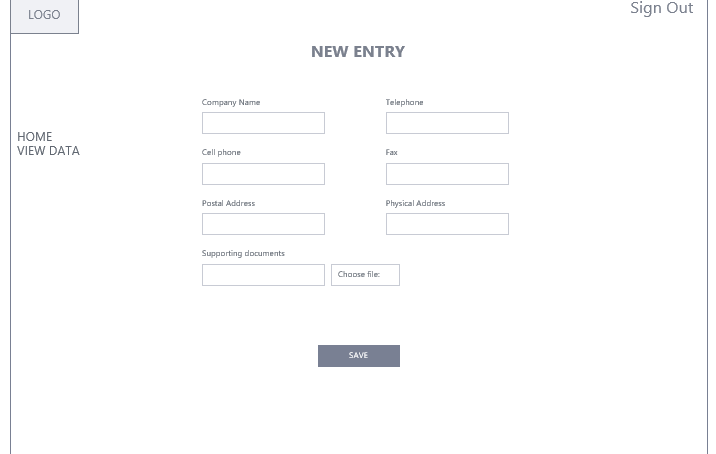 LOGO
Sign Out
NEW ENTRY
Company Name
Telephone
HOME
VIEW DATA
Cell phone
Fax
Postal Address
Physical Address
Supporting documents
Choose file:
SAVE